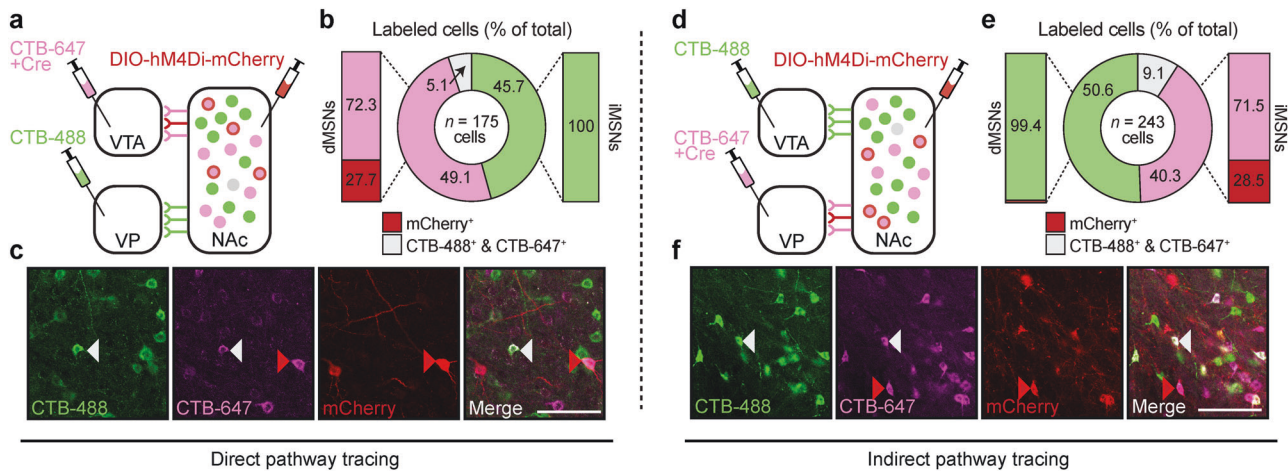 a
CTB-647
+Cre
DIO-hM4Di-mCherry
CTB-488
VTA
VP
NAc
b
Labeled cells (% of total)
dMSNs
72.3
27.7
5.1
45.7
n = 175
cells
49.1
100
iMSNs
mCherry⁺
CTB-488⁺ & CTB-647⁺
c
CTB-488
CTB-647
mCherry
Merge
Direct pathway tracing
d
CTB-488
DIO-hM4Di-mCherry
CTB-647
+Cre
VTA
VP
NAc
e
Labeled cells (% of total)
dMSNs
99.4
50.6
9.1
n = 243
cells
40.3
71.5
28.5
iMSNs
mCherry⁺
CTB-488⁺ & CTB-647⁺
f
CTB-488
CTB-647
mCherry
Merge
Indirect pathway tracing